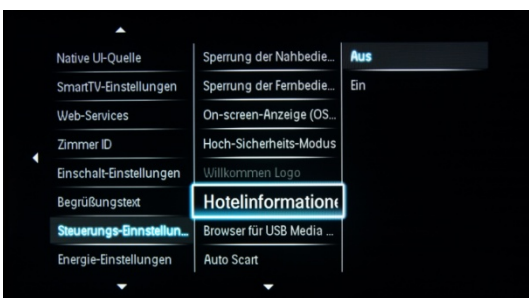 Native UI-Quelle
SmartTV-Einstellungen
Web-Services
Zimmer ID
Einschalt-Einstellungen
Begrüßungstext
Steuerungs-Einnstellun...
Energie-Einstellungen
Sperrung der Nahbedie...
Sperrung der Fernbedie...
On-screen-Anzeige (OS...
Hoch-Sicherheits-Modus
Willkommen Logo
Hotelinformatione
Browser für USB Media ...
Auto Scart
Aus
Ein